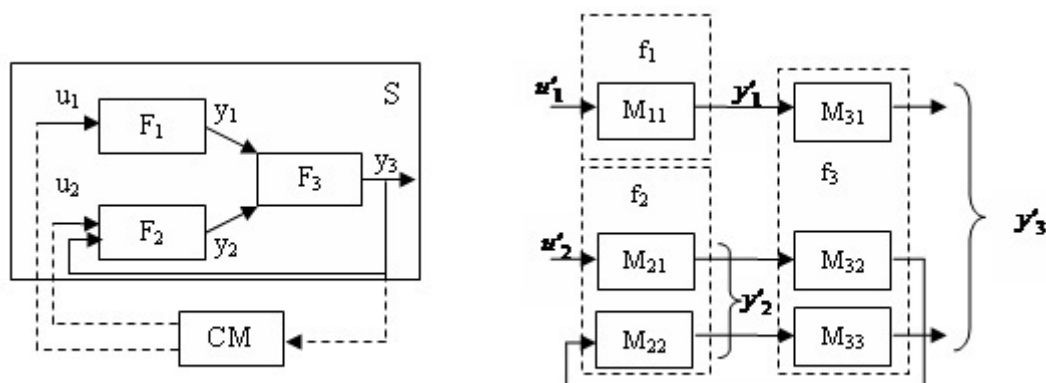 S
u₁
F₁
y₁
F₃
y₃
u₂
F₂
y₂
CM
f₁
u'₁
M₁₁
y'₁
M₃₁
f₃
f₂
u'₂
M₂₁
M₃₂
y'₂
M₂₂
M₃₃
y'₃